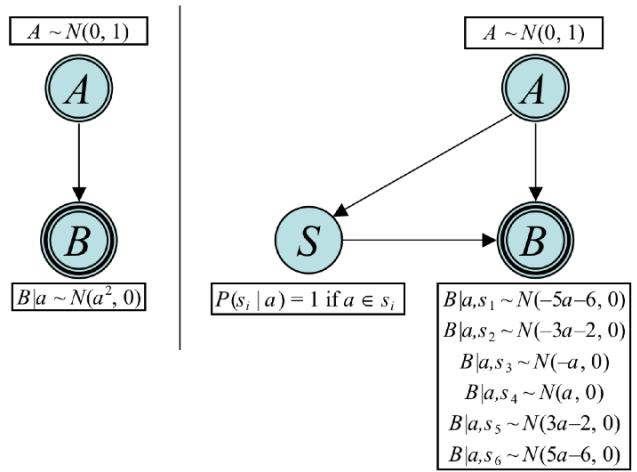 A ~ N(0, 1)
A
B
B|a ~ N(a², 0)
A ~ N(0, 1)
A
S
B
P(sᵢ | a) = 1 if a ∈ sᵢ
B|a,s₁ ~ N(–5a–6, 0)
B|a,s₂ ~ N(–3a–2, 0)
B|a,s₃ ~ N(–a, 0)
B|a,s₄ ~ N(a, 0)
B|a,s₅ ~ N(3a–2, 0)
B|a,s₆ ~ N(5a–6, 0)